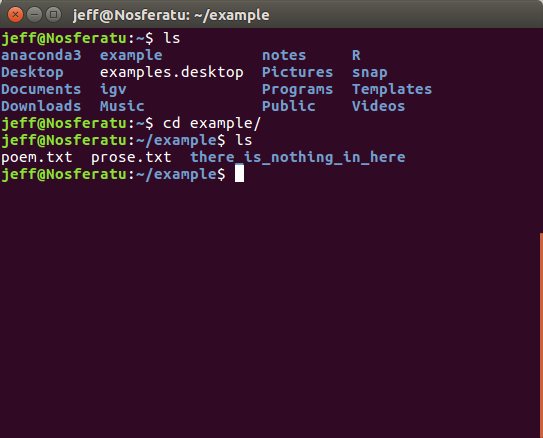 jeff@Nosferatu: ~/example
jeff@Nosferatu:~$ ls
anaconda3  example           notes     R
Desktop    examples.desktop  Pictures  snap
Documents  igv               Programs  Templates
Downloads  Music             Public    Videos
jeff@Nosferatu:~$ cd example/
jeff@Nosferatu:~/example$ ls
poem.txt  prose.txt  there_is_nothing_in_here
jeff@Nosferatu:~/example$